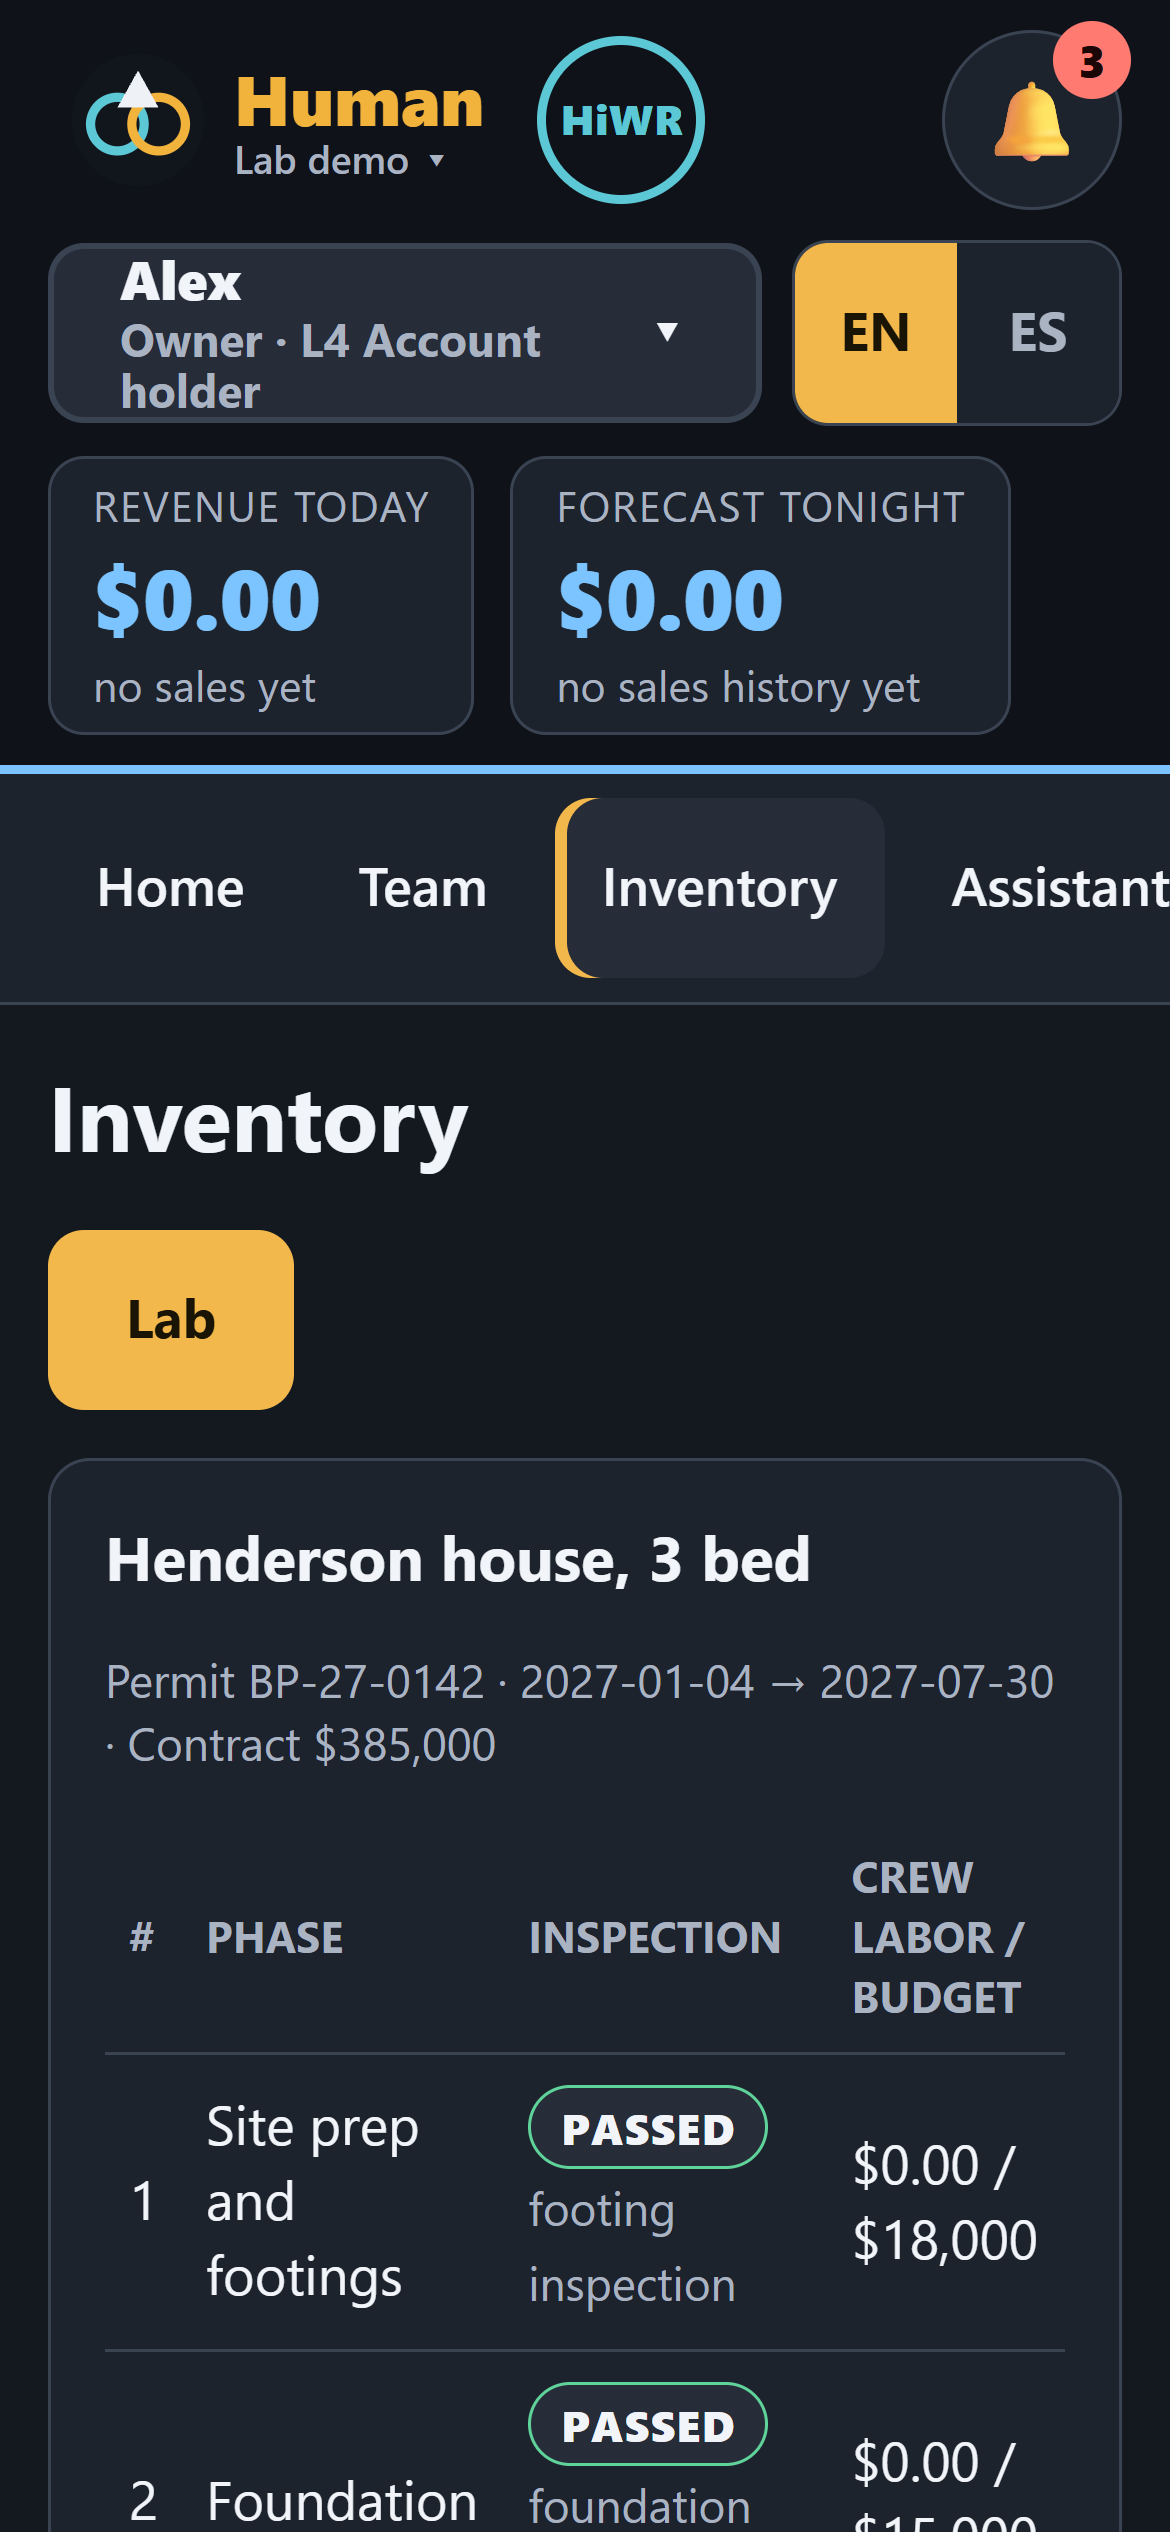 Human
Lab demo ▼
HiWR
3
Alex
Owner · L4 Account
holder
▼
EN
ES
REVENUE TODAY
$0.00
no sales yet
FORECAST TONIGHT
$0.00
no sales history yet
Home
Team
Inventory
Assistant
Inventory
Lab
Henderson house, 3 bed
Permit BP-27-0142 · 2027-01-04 → 2027-07-30
· Contract $385,000
#
PHASE
INSPECTION
CREW
LABOR /
BUDGET
1
Site prep
and
footings
PASSED
footing
inspection
$0.00 /
$18,000
2
Foundation
PASSED
foundation
$0.00 /
$15,000